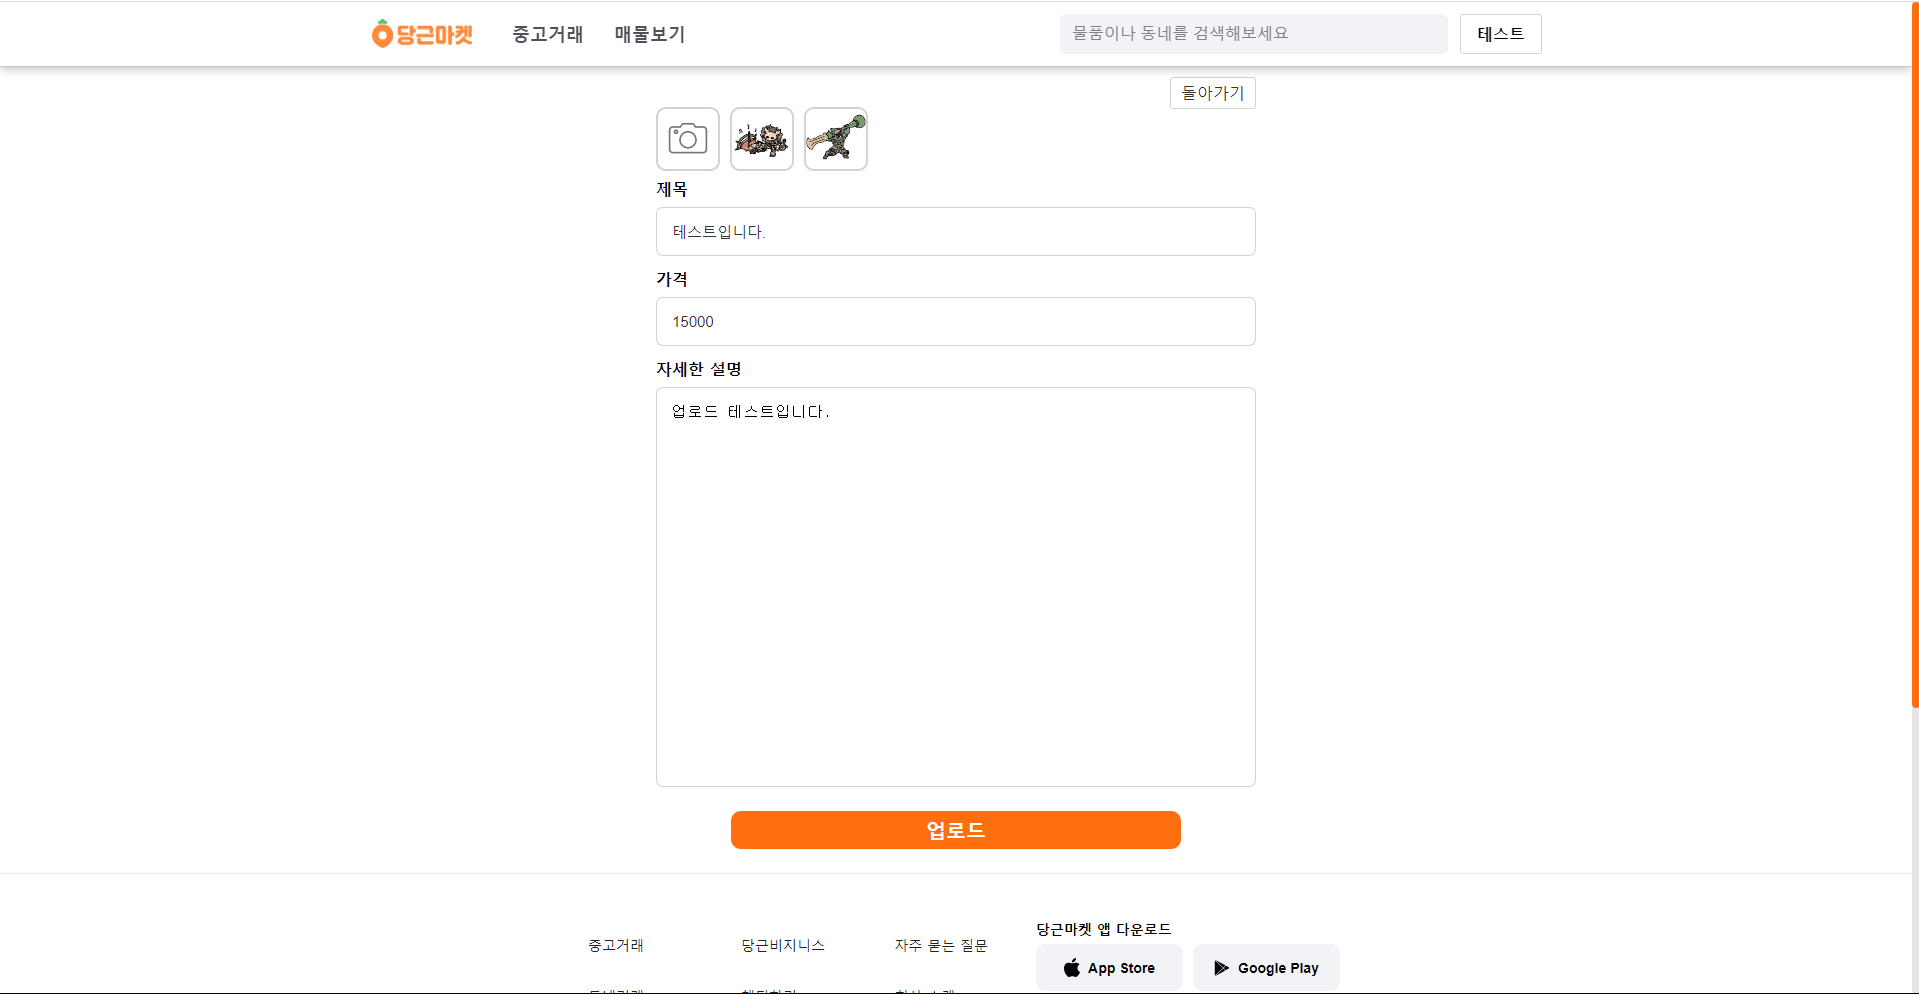 당근마켓 중고거래 매물보기 물품이나 동네를 검색해보세요 테스트
돌아가기
제목
테스트입니다.
가격
15000
자세한 설명
업로드 테스트입니다.
업로드
당근마켓 앱 다운로드
중고거래 당근비지니스 자주 묻는 질문
App Store Google Play